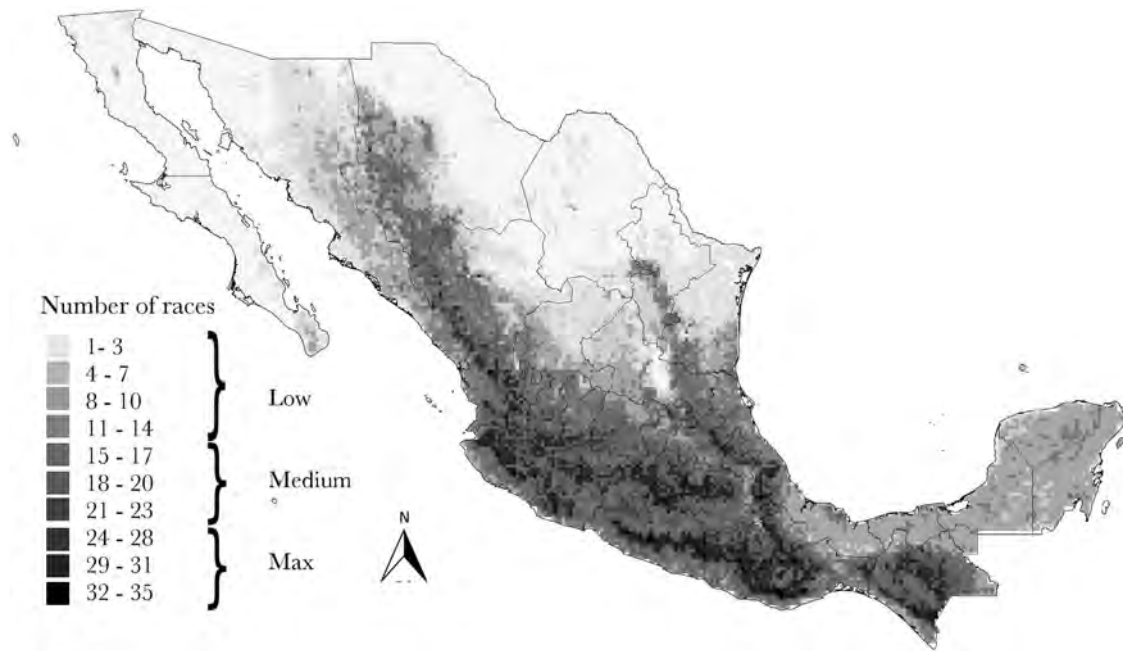 Number of races
1- 3
4 - 7
8 - 10
11 - 14
15 - 17
18 - 20
21 - 23
24 - 28
29 - 31
32 - 35
Low
Medium
Max
N